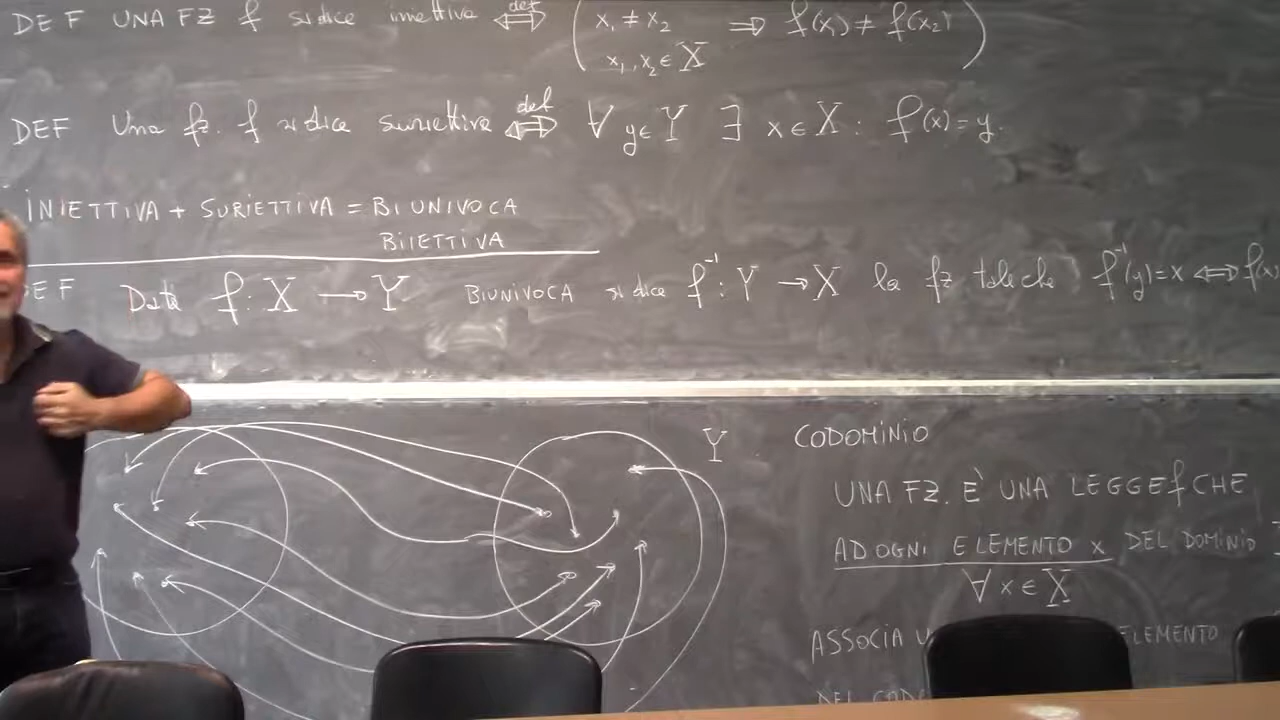 DEF UNA FZ f si dice iniettiva ⟺def ( x₁ ≠ x₂ ⟹ f(x₁) ≠ f(x₂)
x₁, x₂ ∈ X )
DEF Una fz. f si dice suriettiva ⟺def ∀ y∈Y ∃ x∈X : f(x)=y.
INIETTIVA + SURIETTIVA = BIUNIVOCA
BIIETTIVA
EF Data f : X → Y BIUNIVOCA si dice f⁻¹ : Y → X la fz tale che f⁻¹(y)=x ⟺ f(x
Y CODOMINIO
UNA FZ. E' UNA LEGGE f CHE
AD OGNI ELEMENTO x DEL DOMINIO
∀ x ∈ X
ASSOCIA ELEMENTO
DEL